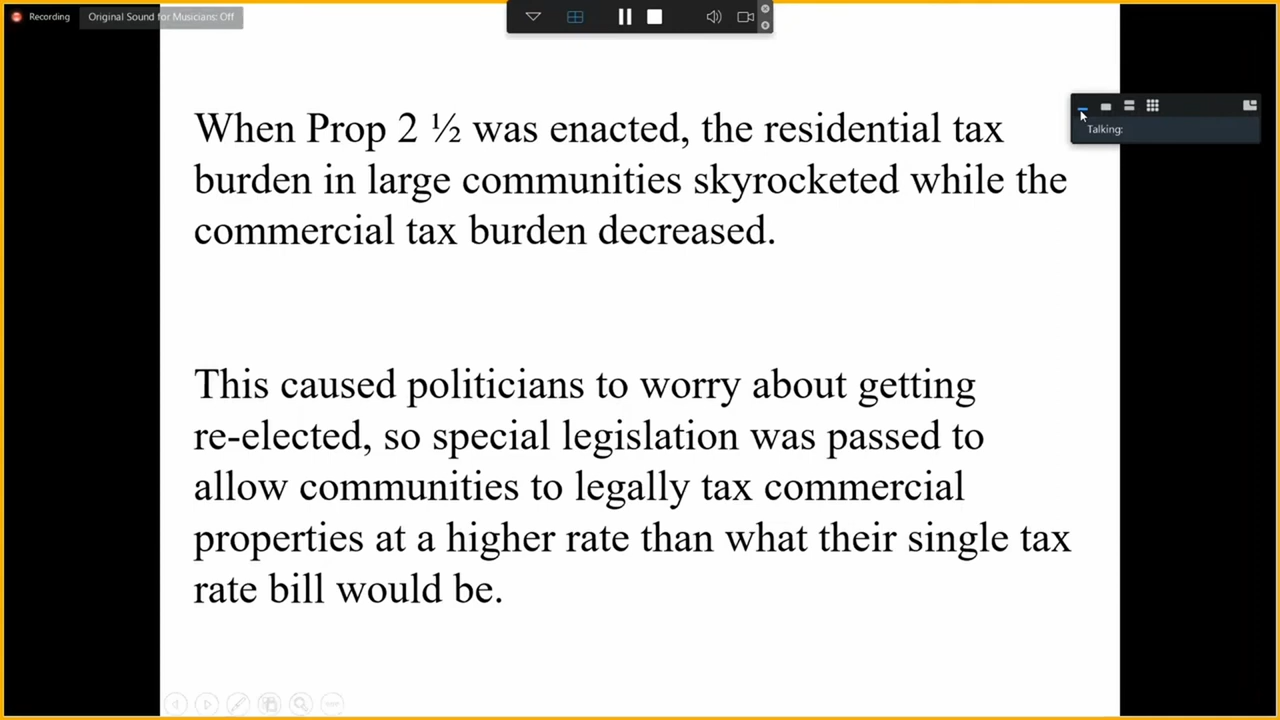 Recording
Original Sound for Musicians: Off
Talking:
When Prop 2 ½ was enacted, the residential tax
burden in large communities skyrocketed while the
commercial tax burden decreased.
This caused politicians to worry about getting
re-elected, so special legislation was passed to
allow communities to legally tax commercial
properties at a higher rate than what their single tax
rate bill would be.